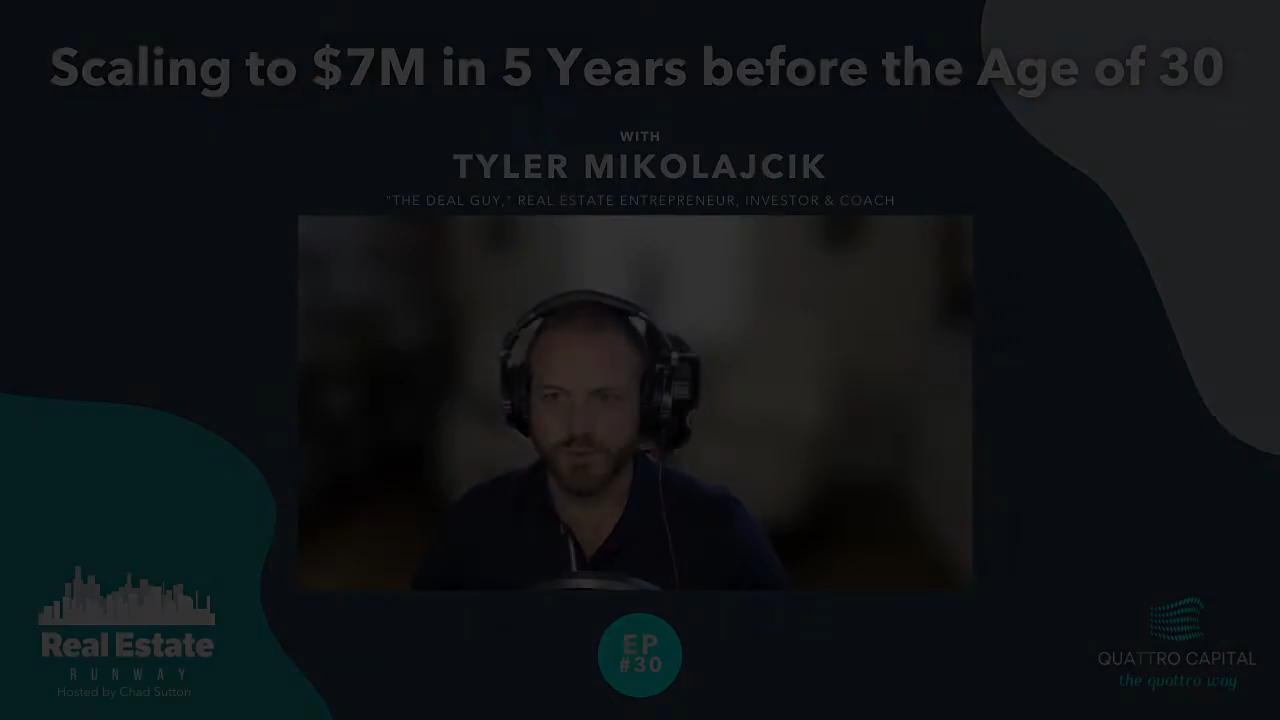 Scaling to $7M in 5 Years before the Age of 30
WITH
TYLER MIKOLAJCIK
"THE DEAL GUY," REAL ESTATE ENTREPRENEUR, INVESTOR & COACH
Real Estate
RUNWAY
Hosted by Chad Sutton
EP
#30
QUATTRO CAPITAL
the quattro way